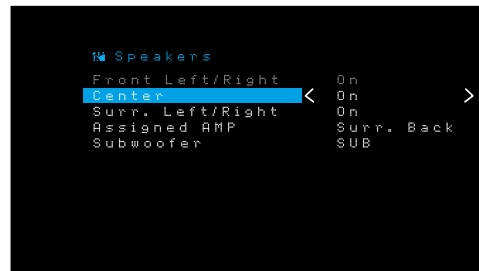 Speakers
Front Left/Right On
Center < On >
Surr. Left/Right On
Assigned AMP Surr. Back
Subwoofer SUB